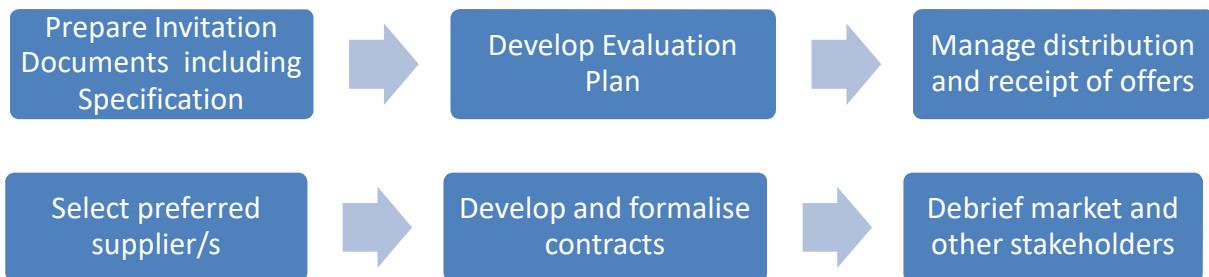 Prepare Invitation
Documents including
Specification
Develop Evaluation
Plan
Manage distribution
and receipt of offers
Select preferred
supplier/s
Develop and formalise
contracts
Debrief market and
other stakeholders